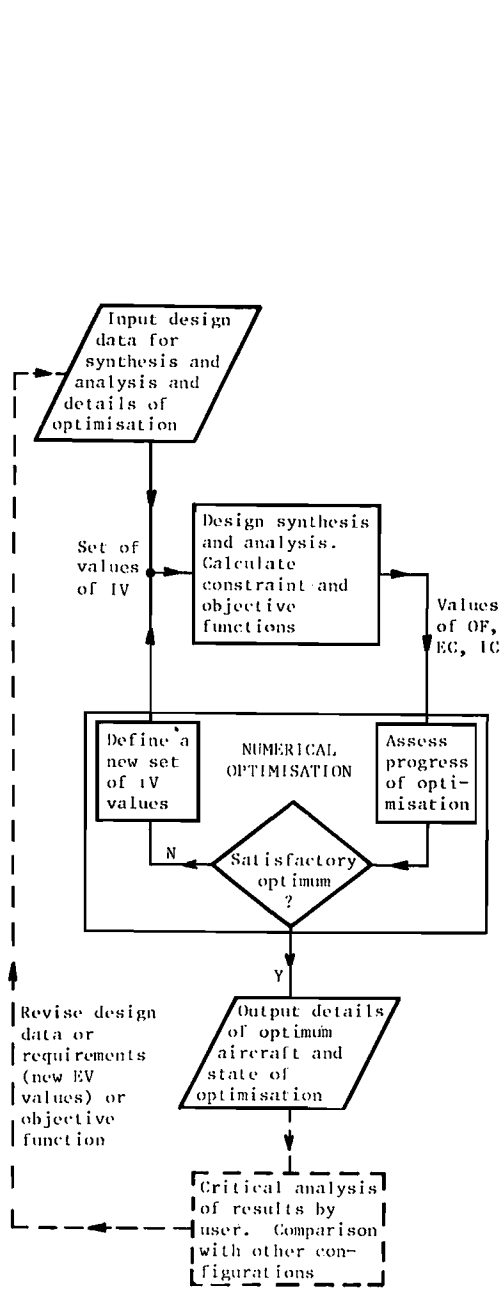 Input design
data for
synthesis and
analysis and
details of
optimisation
Set of
values
of IV
Design synthesis
and analysis.
Calculate
constraint and
objective
functions
Values
of OF,
EC, IC
Define a
new set
of IV
values
NUMERICAL
OPTIMISATION
Assess
progress
of opti-
misation
N
Satisfactory
optimum
?
Y
Output details
of optimum
aircraft and
state of
optimisation
Revise design
data or
requirements
(new EV
values) or
objective
function
Critical analysis
of results by
user. Comparison
with other con-
figurations